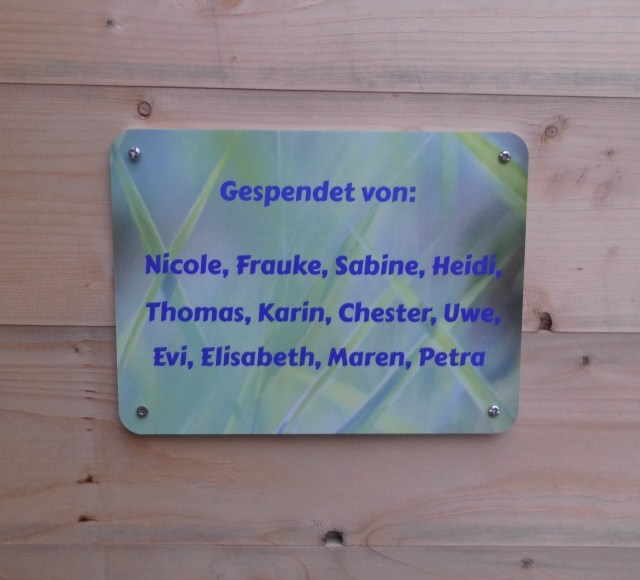 Gespendet von:
Nicole, Frauke, Sabine, Heidi,
Thomas, Karin, Chester, Uwe,
Evi, Elisabeth, Maren, Petra